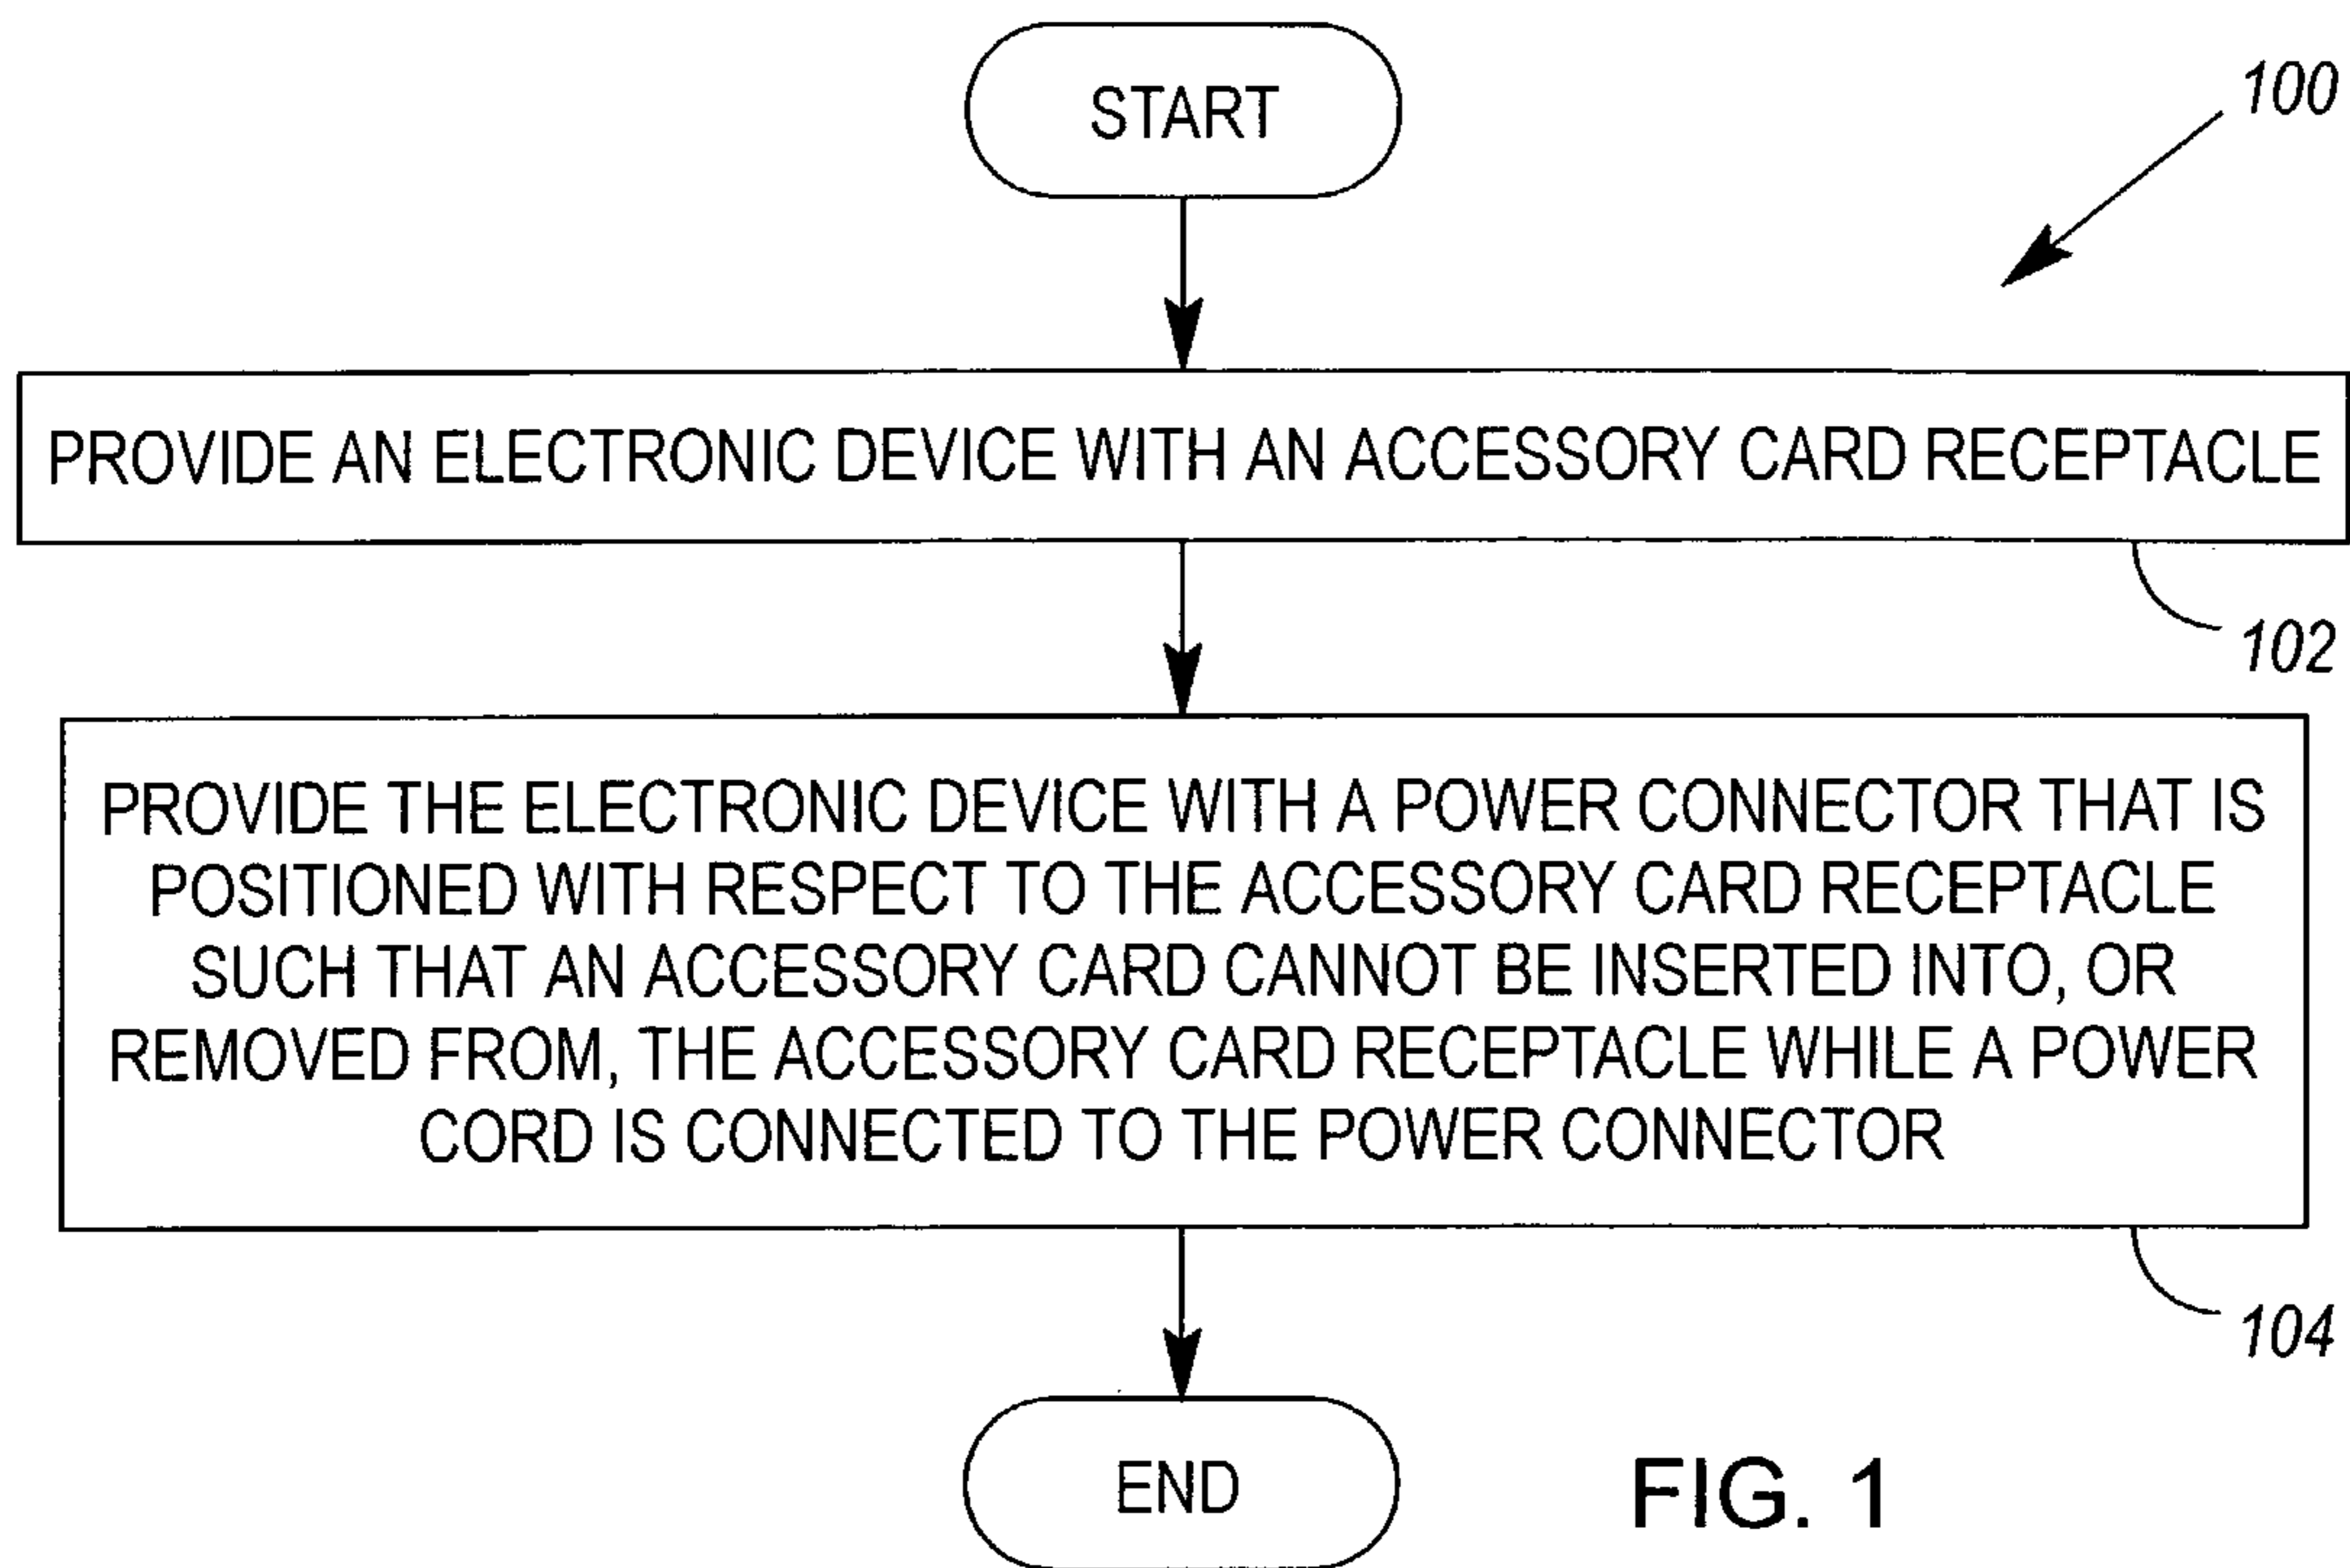 START
100
PROVIDE AN ELECTRONIC DEVICE WITH AN ACCESSORY CARD RECEPTACLE
102
PROVIDE THE ELECTRONIC DEVICE WITH A POWER CONNECTOR THAT IS
POSITIONED WITH RESPECT TO THE ACCESSORY CARD RECEPTACLE
SUCH THAT AN ACCESSORY CARD CANNOT BE INSERTED INTO, OR
REMOVED FROM, THE ACCESSORY CARD RECEPTACLE WHILE A POWER
CORD IS CONNECTED TO THE POWER CONNECTOR
104
END
FIG. 1